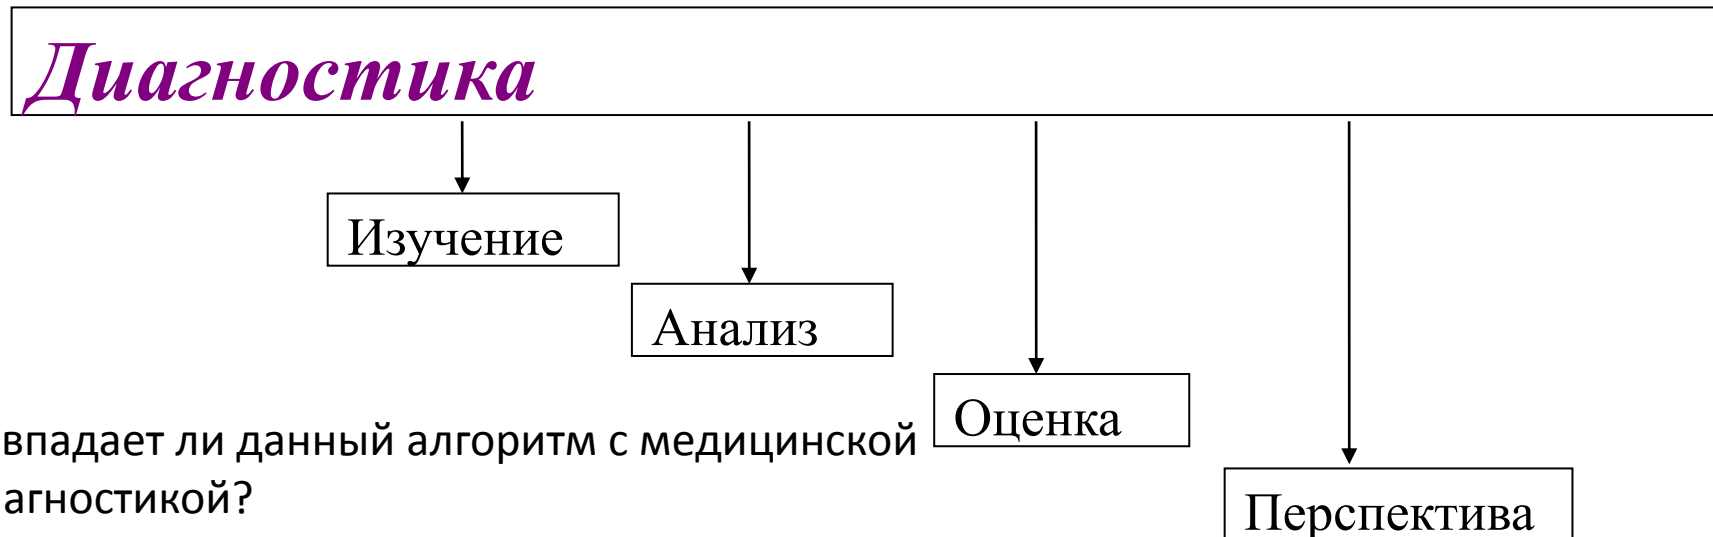 Диагностика
Изучение
Анализ
Оценка
впадает ли данный алгоритм с медицинской
агностикой?
Перспектива